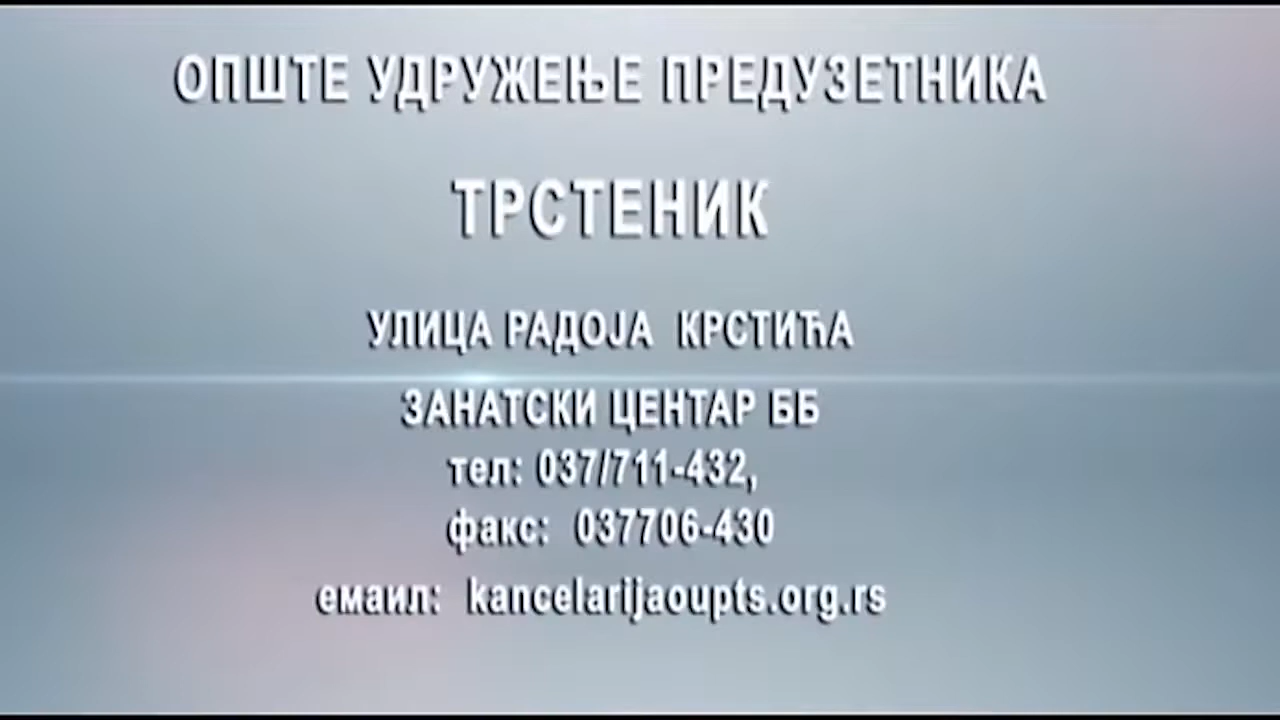 ОПШТЕ УДРУЖЕЊЕ ПРЕДУЗЕТНИКА
ТРСТЕНИК
УЛИЦА РАДОЈА КРСТИЋА
ЗАНАТСКИ ЦЕНТАР ББ
тел: 037/711-432,
факс: 037706-430
емаил: kancelarijaoupts.org.rs